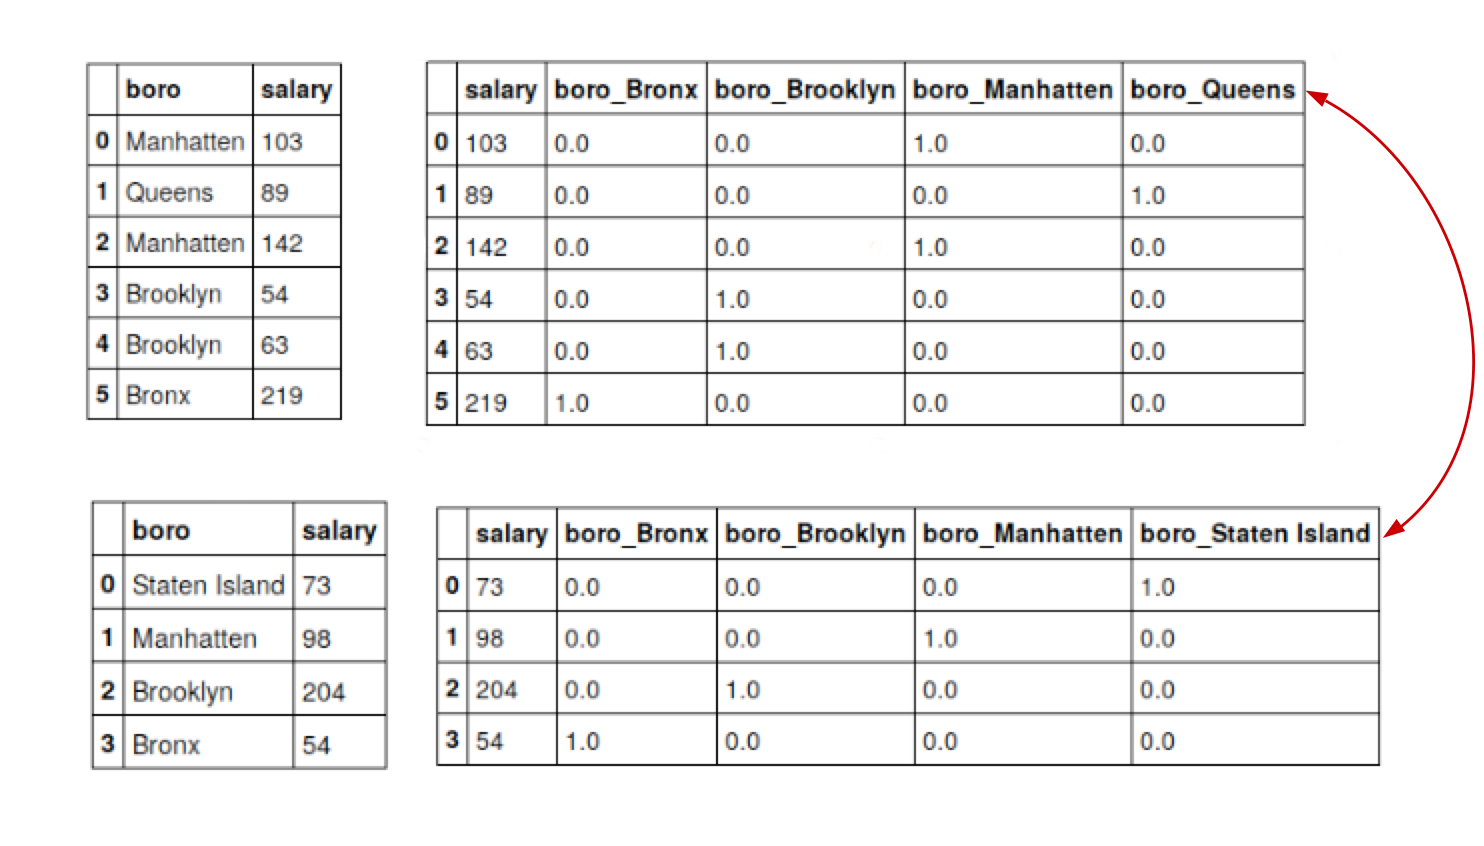 boro salary
0 Manhatten 103
1 Queens 89
2 Manhatten 142
3 Brooklyn 54
4 Brooklyn 63
5 Bronx 219
salary boro_Bronx boro_Brooklyn boro_Manhatten boro_Queens
0 103 0.0 0.0 1.0 0.0
1 89 0.0 0.0 0.0 1.0
2 142 0.0 0.0 1.0 0.0
3 54 0.0 1.0 0.0 0.0
4 63 0.0 1.0 0.0 0.0
5 219 1.0 0.0 0.0 0.0
boro salary
0 Staten Island 73
1 Manhatten 98
2 Brooklyn 204
3 Bronx 54
salary boro_Bronx boro_Brooklyn boro_Manhatten boro_Staten Island
0 73 0.0 0.0 0.0 1.0
1 98 0.0 0.0 1.0 0.0
2 204 0.0 1.0 0.0 0.0
3 54 1.0 0.0 0.0 0.0